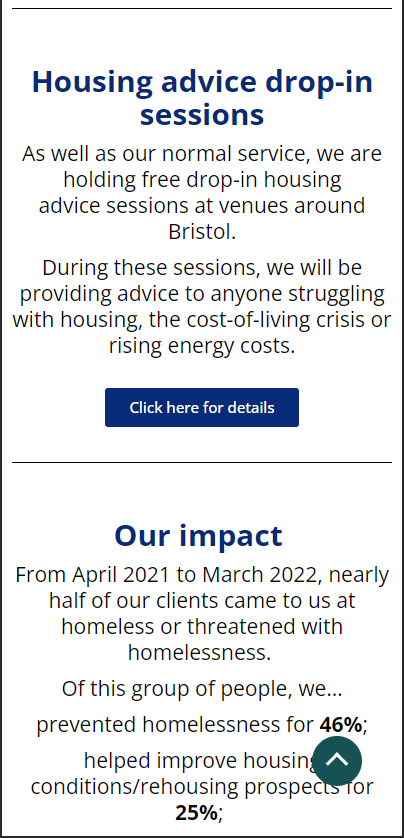 Housing advice drop-in
sessions
As well as our normal service, we are
holding free drop-in housing
advice sessions at venues around
Bristol.
During these sessions, we will be
providing advice to anyone struggling
with housing, the cost-of-living crisis or
rising energy costs.
Click here for details
Our impact
From April 2021 to March 2022, nearly
half of our clients came to us at
homeless or threatened with
homelessness.
Of this group of people, we...
prevented homelessness for 46%;
helped improve housing
conditions/rehousing prospects for
25%;